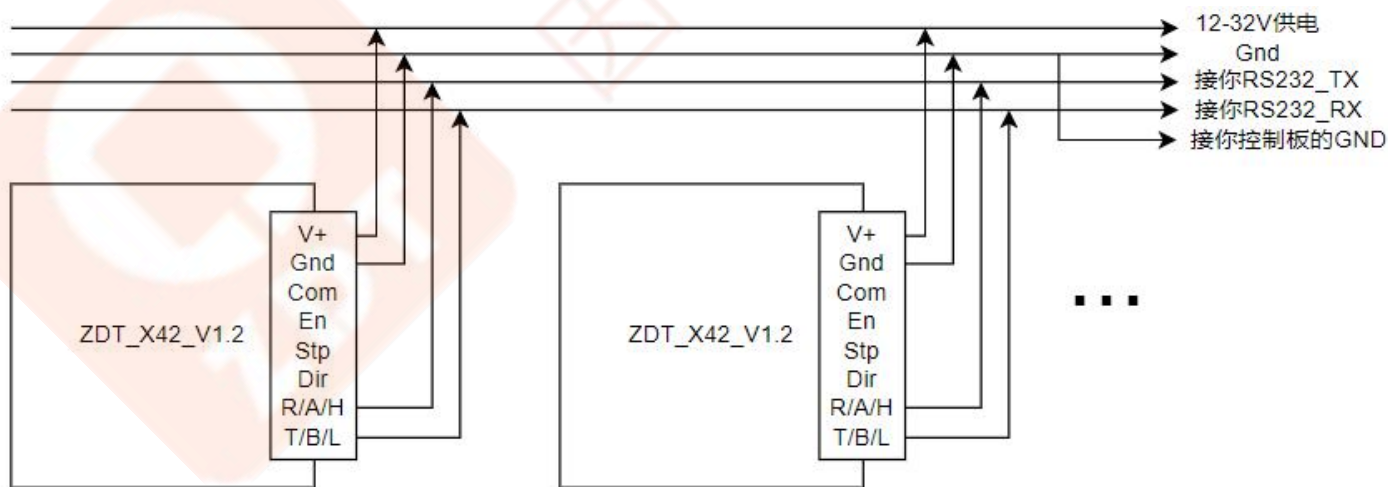 12-32V供电
Gnd
接你RS232_TX
接你RS232_RX
接你控制板的GND
ZDT_X42_V1.2
V+
Gnd
Com
En
Stp
Dir
R/A/H
T/B/L
ZDT_X42_V1.2
V+
Gnd
Com
En
Stp
Dir
R/A/H
T/B/L
...